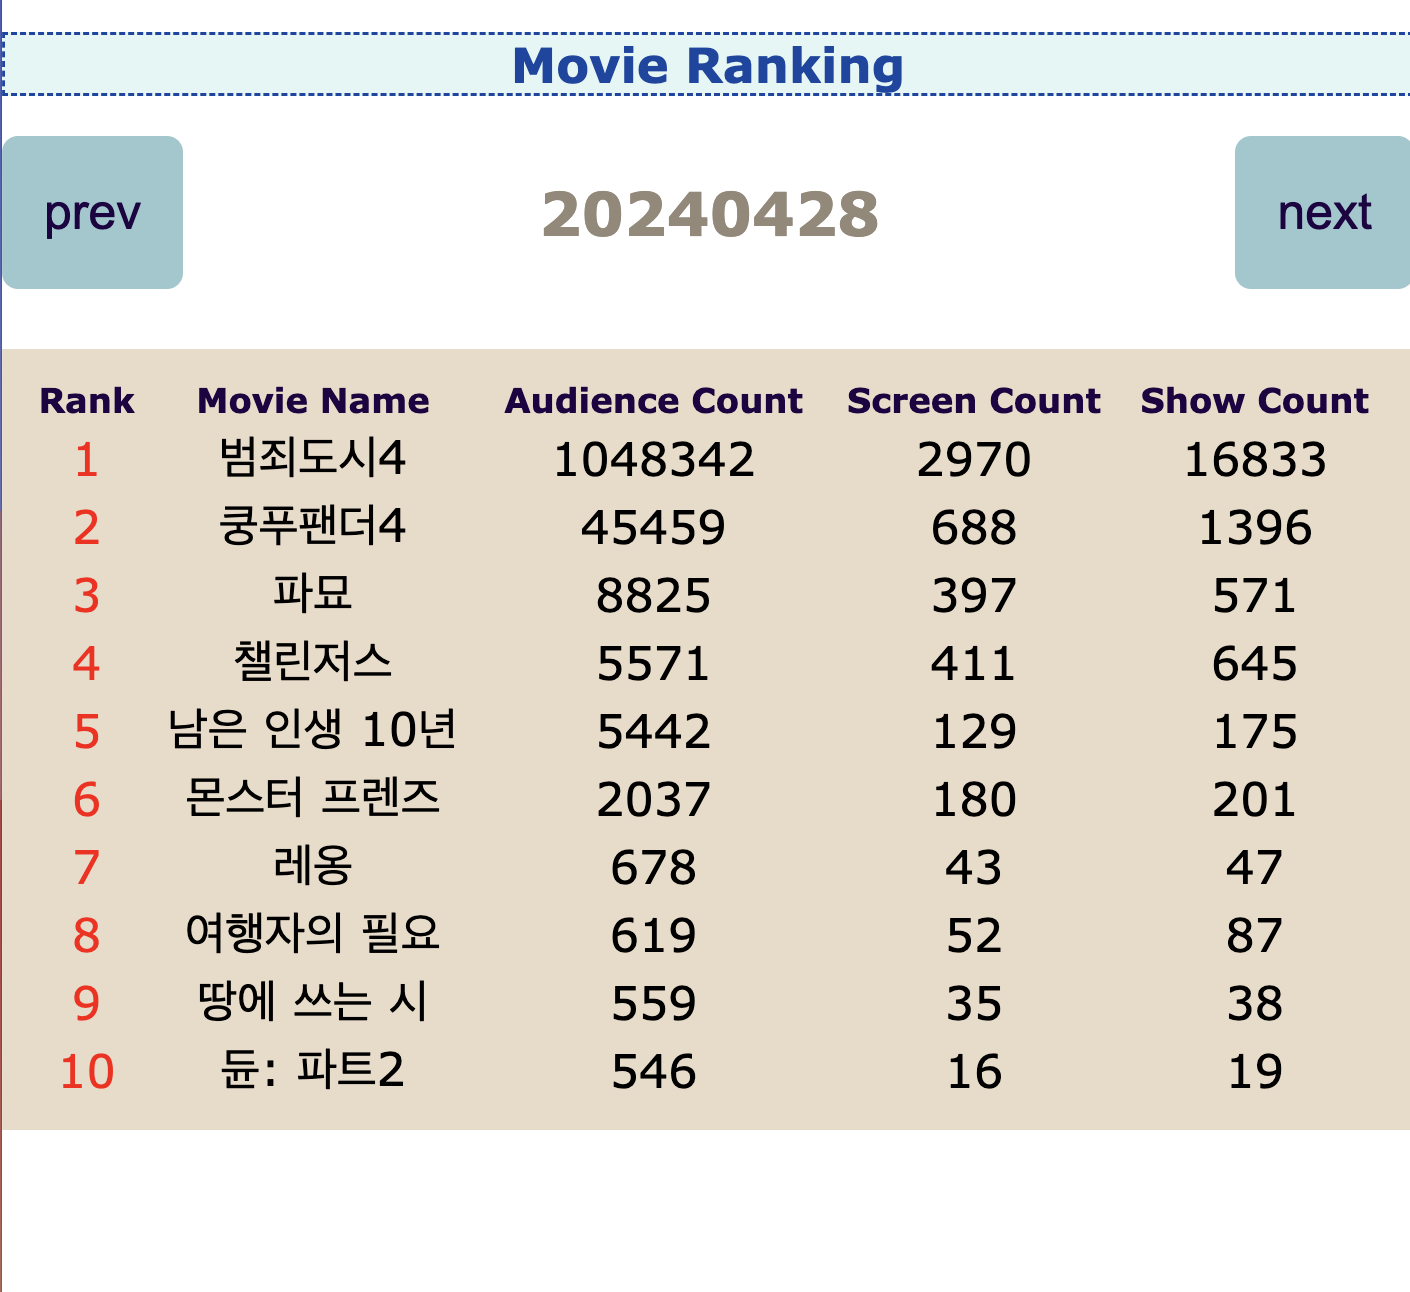 Movie Ranking
prev 20240428 next
Rank Movie Name Audience Count Screen Count Show Count
1 범죄도시4 1048342 2970 16833
2 쿵푸팬더4 45459 688 1396
3 파묘 8825 397 571
4 챌린저스 5571 411 645
5 남은 인생 10년 5442 129 175
6 몬스터 프렌즈 2037 180 201
7 레옹 678 43 47
8 여행자의 필요 619 52 87
9 땅에 쓰는 시 559 35 38
10 듄: 파트2 546 16 19